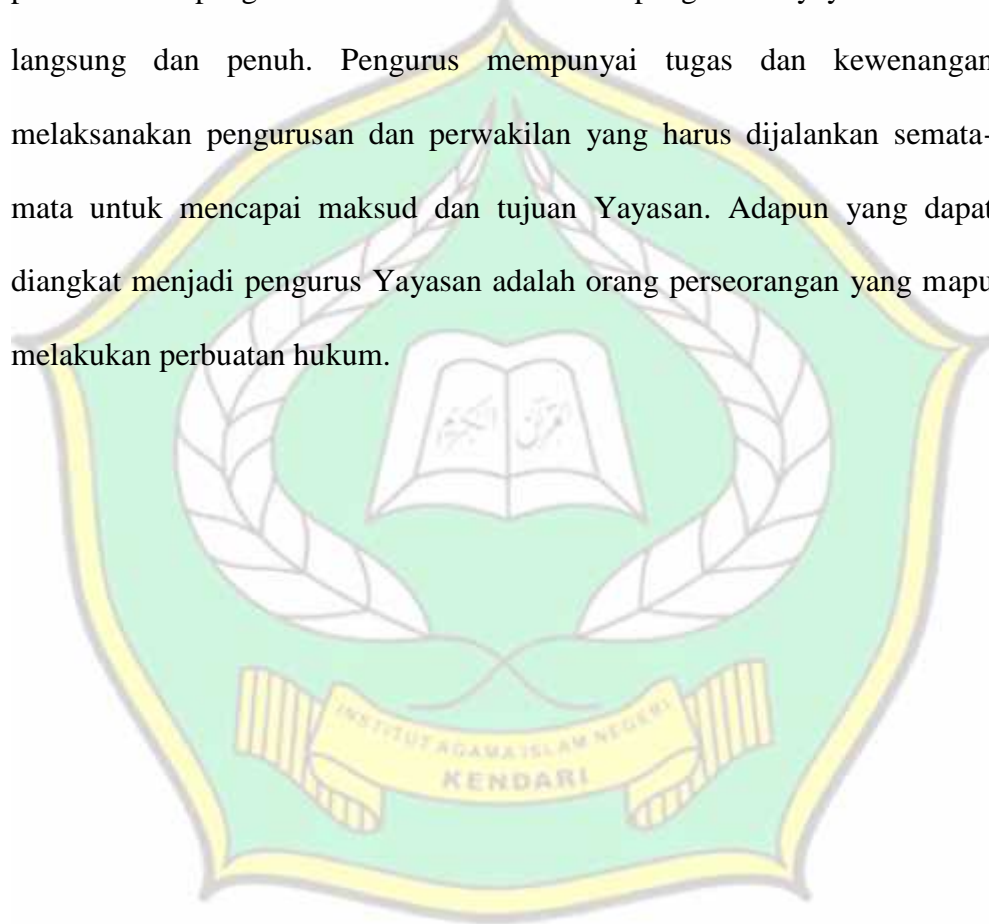 langsung dan penuh. Pengurus mempunyai tugas dan kewenangan
melaksanakan pengurusan dan perwakilan yang harus dijalankan semata-
mata untuk mencapai maksud dan tujuan Yayasan. Adapun yang dapat
diangkat menjadi pengurus Yayasan adalah orang perseorangan yang mapu
melakukan perbuatan hukum.
INSTITUT AGAMA ISLAM NEGERI
KENDARI